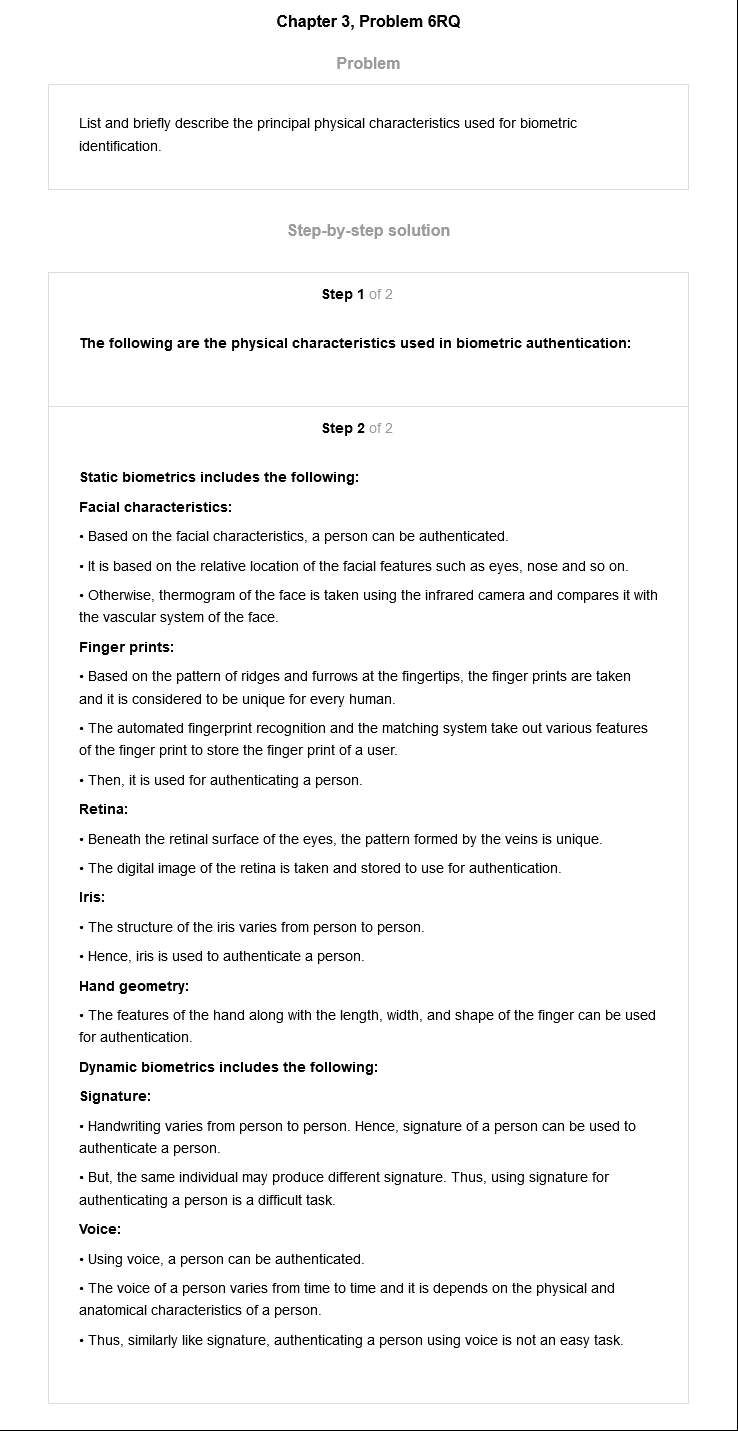 Chapter 3, Problem 6RQ
Problem
List and briefly describe the principal physical characteristics used for biometric
identification.
Step-by-step solution
Step 1 of 2
The following are the physical characteristics used in biometric authentication:
Step 2 of 2
Static biometrics includes the following:
Facial characteristics:
• Based on the facial characteristics, a person can be authenticated.
• It is based on the relative location of the facial features such as eyes, nose and so on.
• Otherwise, thermogram of the face is taken using the infrared camera and compares it with
the vascular system of the face.
Finger prints:
• Based on the pattern of ridges and furrows at the fingertips, the finger prints are taken
and it is considered to be unique for every human.
• The automated fingerprint recognition and the matching system take out various features
of the finger print to store the finger print of a user.
• Then, it is used for authenticating a person.
Retina:
• Beneath the retinal surface of the eyes, the pattern formed by the veins is unique.
• The digital image of the retina is taken and stored to use for authentication.
Iris:
• The structure of the iris varies from person to person.
• Hence, iris is used to authenticate a person.
Hand geometry:
• The features of the hand along with the length, width, and shape of the finger can be used
for authentication.
Dynamic biometrics includes the following:
Signature:
• Handwriting varies from person to person. Hence, signature of a person can be used to
authenticate a person.
• But, the same individual may produce different signature. Thus, using signature for
authenticating a person is a difficult task.
Voice:
• Using voice, a person can be authenticated.
• The voice of a person varies from time to time and it is depends on the physical and
anatomical characteristics of a person.
• Thus, similarly like signature, authenticating a person using voice is not an easy task.